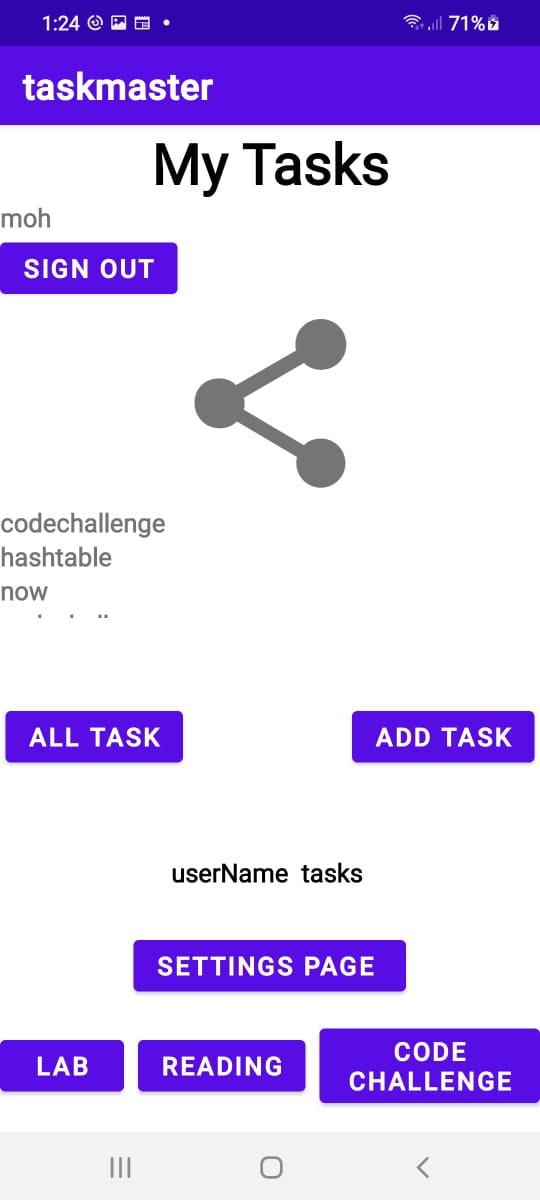 1:24
71%
taskmaster
My Tasks
moh
SIGN OUT
codechallenge
hashtable
now
ALL TASK
ADD TASK
userName tasks
SETTINGS PAGE
LAB
READING
CODE
CHALLENGE